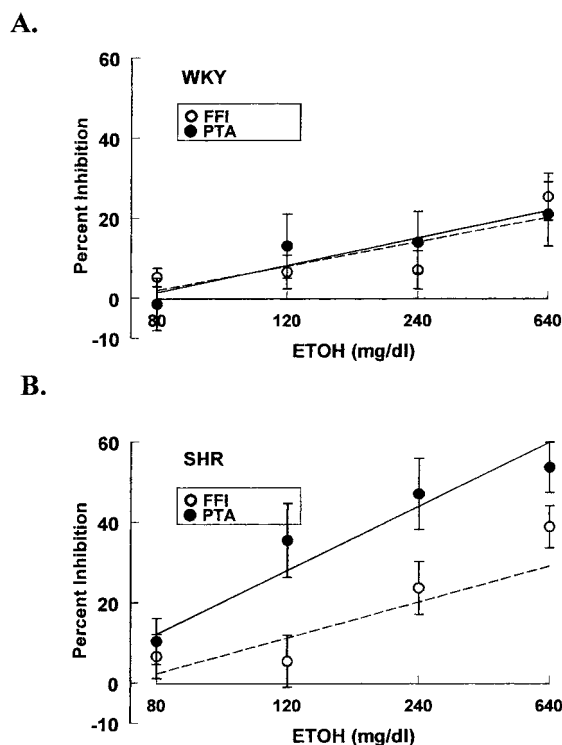 A.
60
WKY
FFI
PTA
40
20
0
-10
Percent Inhibition
80 120 240 640
ETOH (mg/dl)
B.
60
SHR
FFI
PTA
40
20
0
-10
Percent Inhibition
80 120 240 640
ETOH (mg/dl)